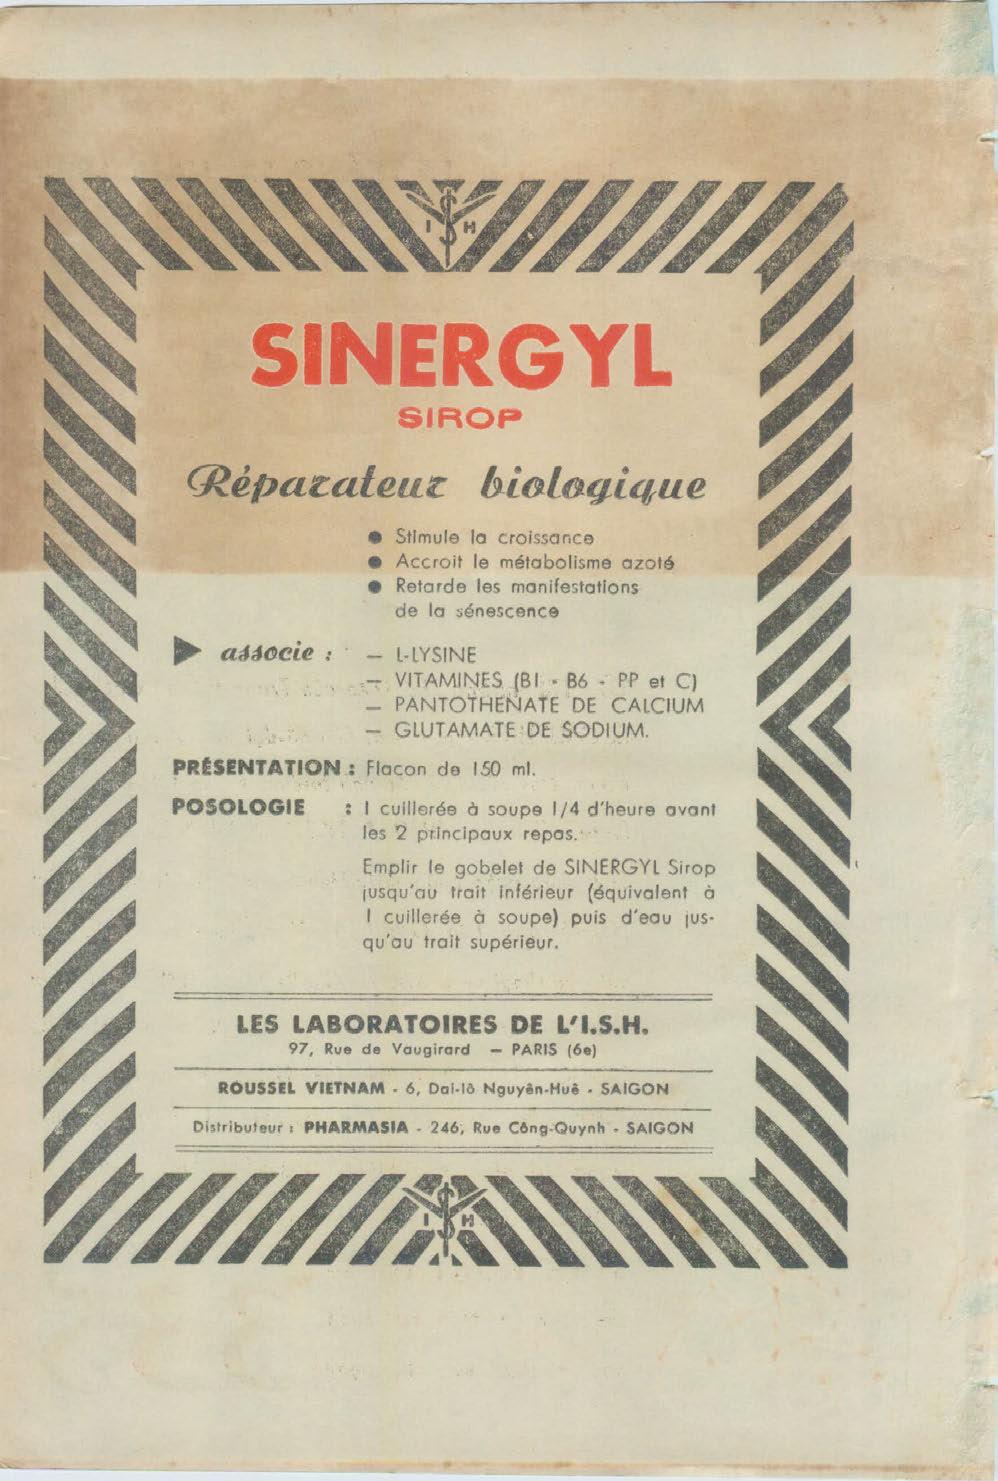 I S H
SINERGYL
SIROP
Réparateur biologique
● Stimule la croissance
● Accroit le métabolisme azoté
● Retarde les manifestations
de la sénescence
► associe : — L-LYSINE
— VITAMINES (B1 - B6 - PP et C)
— PANTOTHENATE DE CALCIUM
— GLUTAMATE DE SODIUM.
PRÉSENTATION : Flacon de 150 ml.
POSOLOGIE : 1 cuillerée à soupe 1/4 d'heure avant
les 2 principaux repas.
Emplir le gobelet de SINERGYL Sirop
jusqu'au trait inférieur (équivalent à
1 cuillerée à soupe) puis d'eau jus-
qu'au trait supérieur.
LES LABORATOIRES DE L'I.S.H.
97, Rue de Vaugirard — PARIS (6e)
ROUSSEL VIETNAM - 6, Dai-lô Nguyên-Huê - SAIGON
Distributeur : PHARMASIA - 246, Rue Công-Quynh - SAIGON
I S H